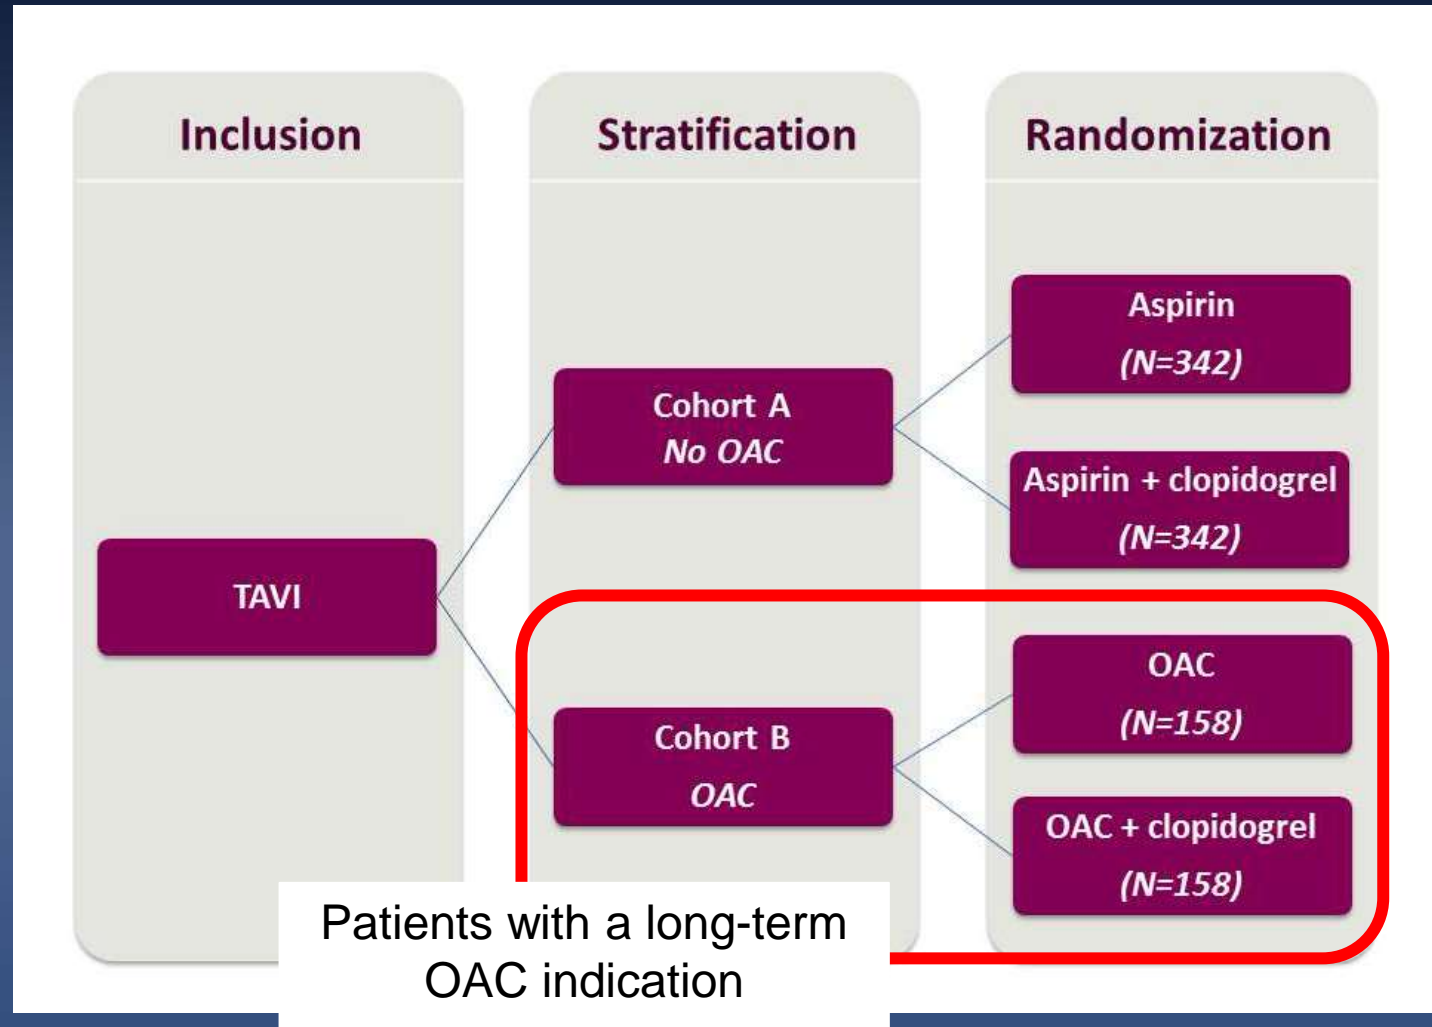 Inclusion
Stratification
Randomization
TAVI
Cohort A
No OAC
Cohort B
OAC
Aspirin
(N=342)
Aspirin + clopidogrel
(N=342)
OAC
(N=158)
OAC + clopidogrel
(N=158)
Patients with a long-term
OAC indication